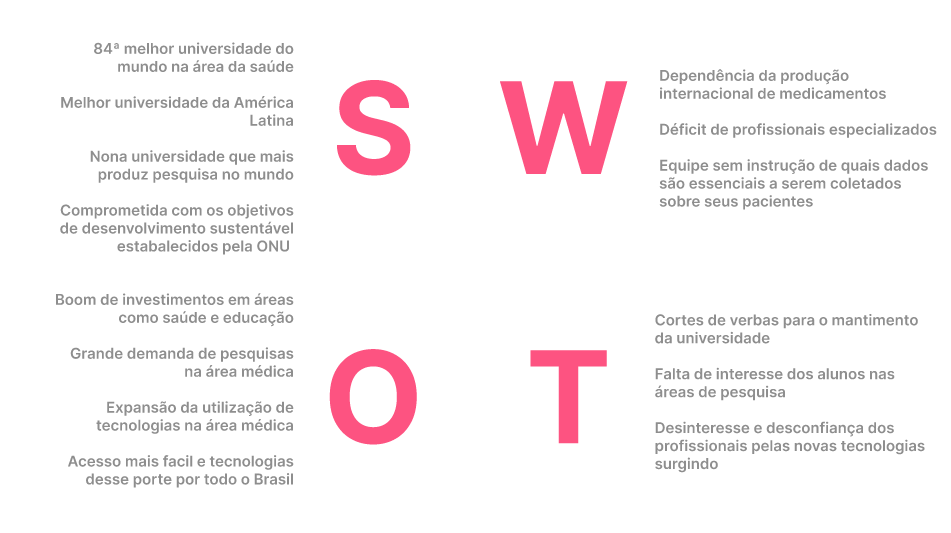 84ª melhor universidade do
mundo na área da saúde
Melhor universidade da América
Latina
Nona universidade que mais
produz pesquisa no mundo
Comprometida com os objetivos
de desenvolvimento sustentável
estabalecidos pela ONU
S
W
Dependência da produção
internacional de medicamentos
Déficit de profissionais especializados
Equipe sem instrução de quais dados
são essenciais a serem coletados
sobre seus pacientes
Boom de investimentos em áreas
como saúde e educação
Grande demanda de pesquisas
na área médica
Expansão da utilização de
tecnologias na área médica
Acesso mais facil e tecnologias
desse porte por todo o Brasil
O
T
Cortes de verbas para o mantimento
da universidade
Falta de interesse dos alunos nas
áreas de pesquisa
Desinteresse e desconfiança dos
profissionais pelas novas tecnologias
surgindo